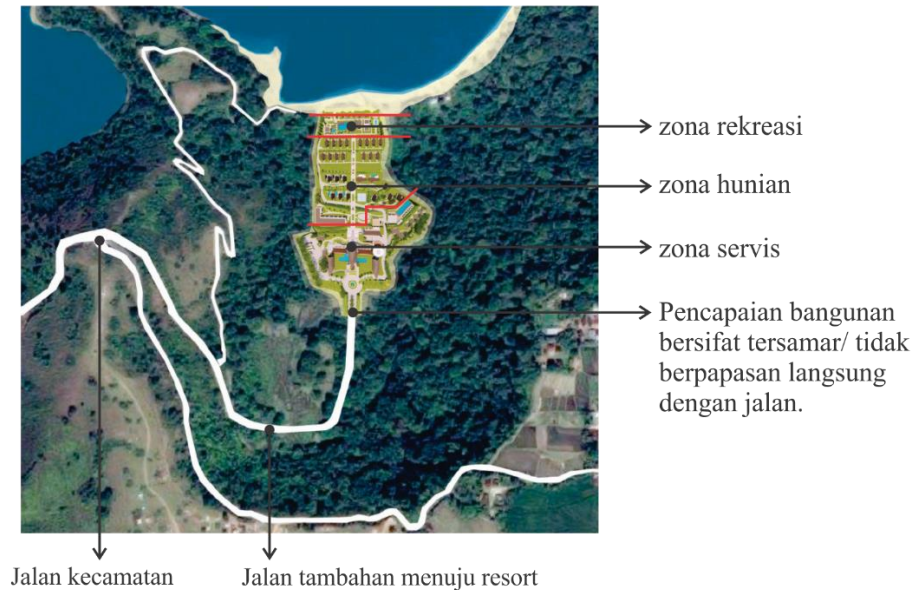 zona rekreasi
zona hunian
zona servis
Pencapaian bangunan
bersifat tersamar/ tidak
berpapasan langsung
dengan jalan.
Jalan kecamatan
Jalan tambahan menuju resort